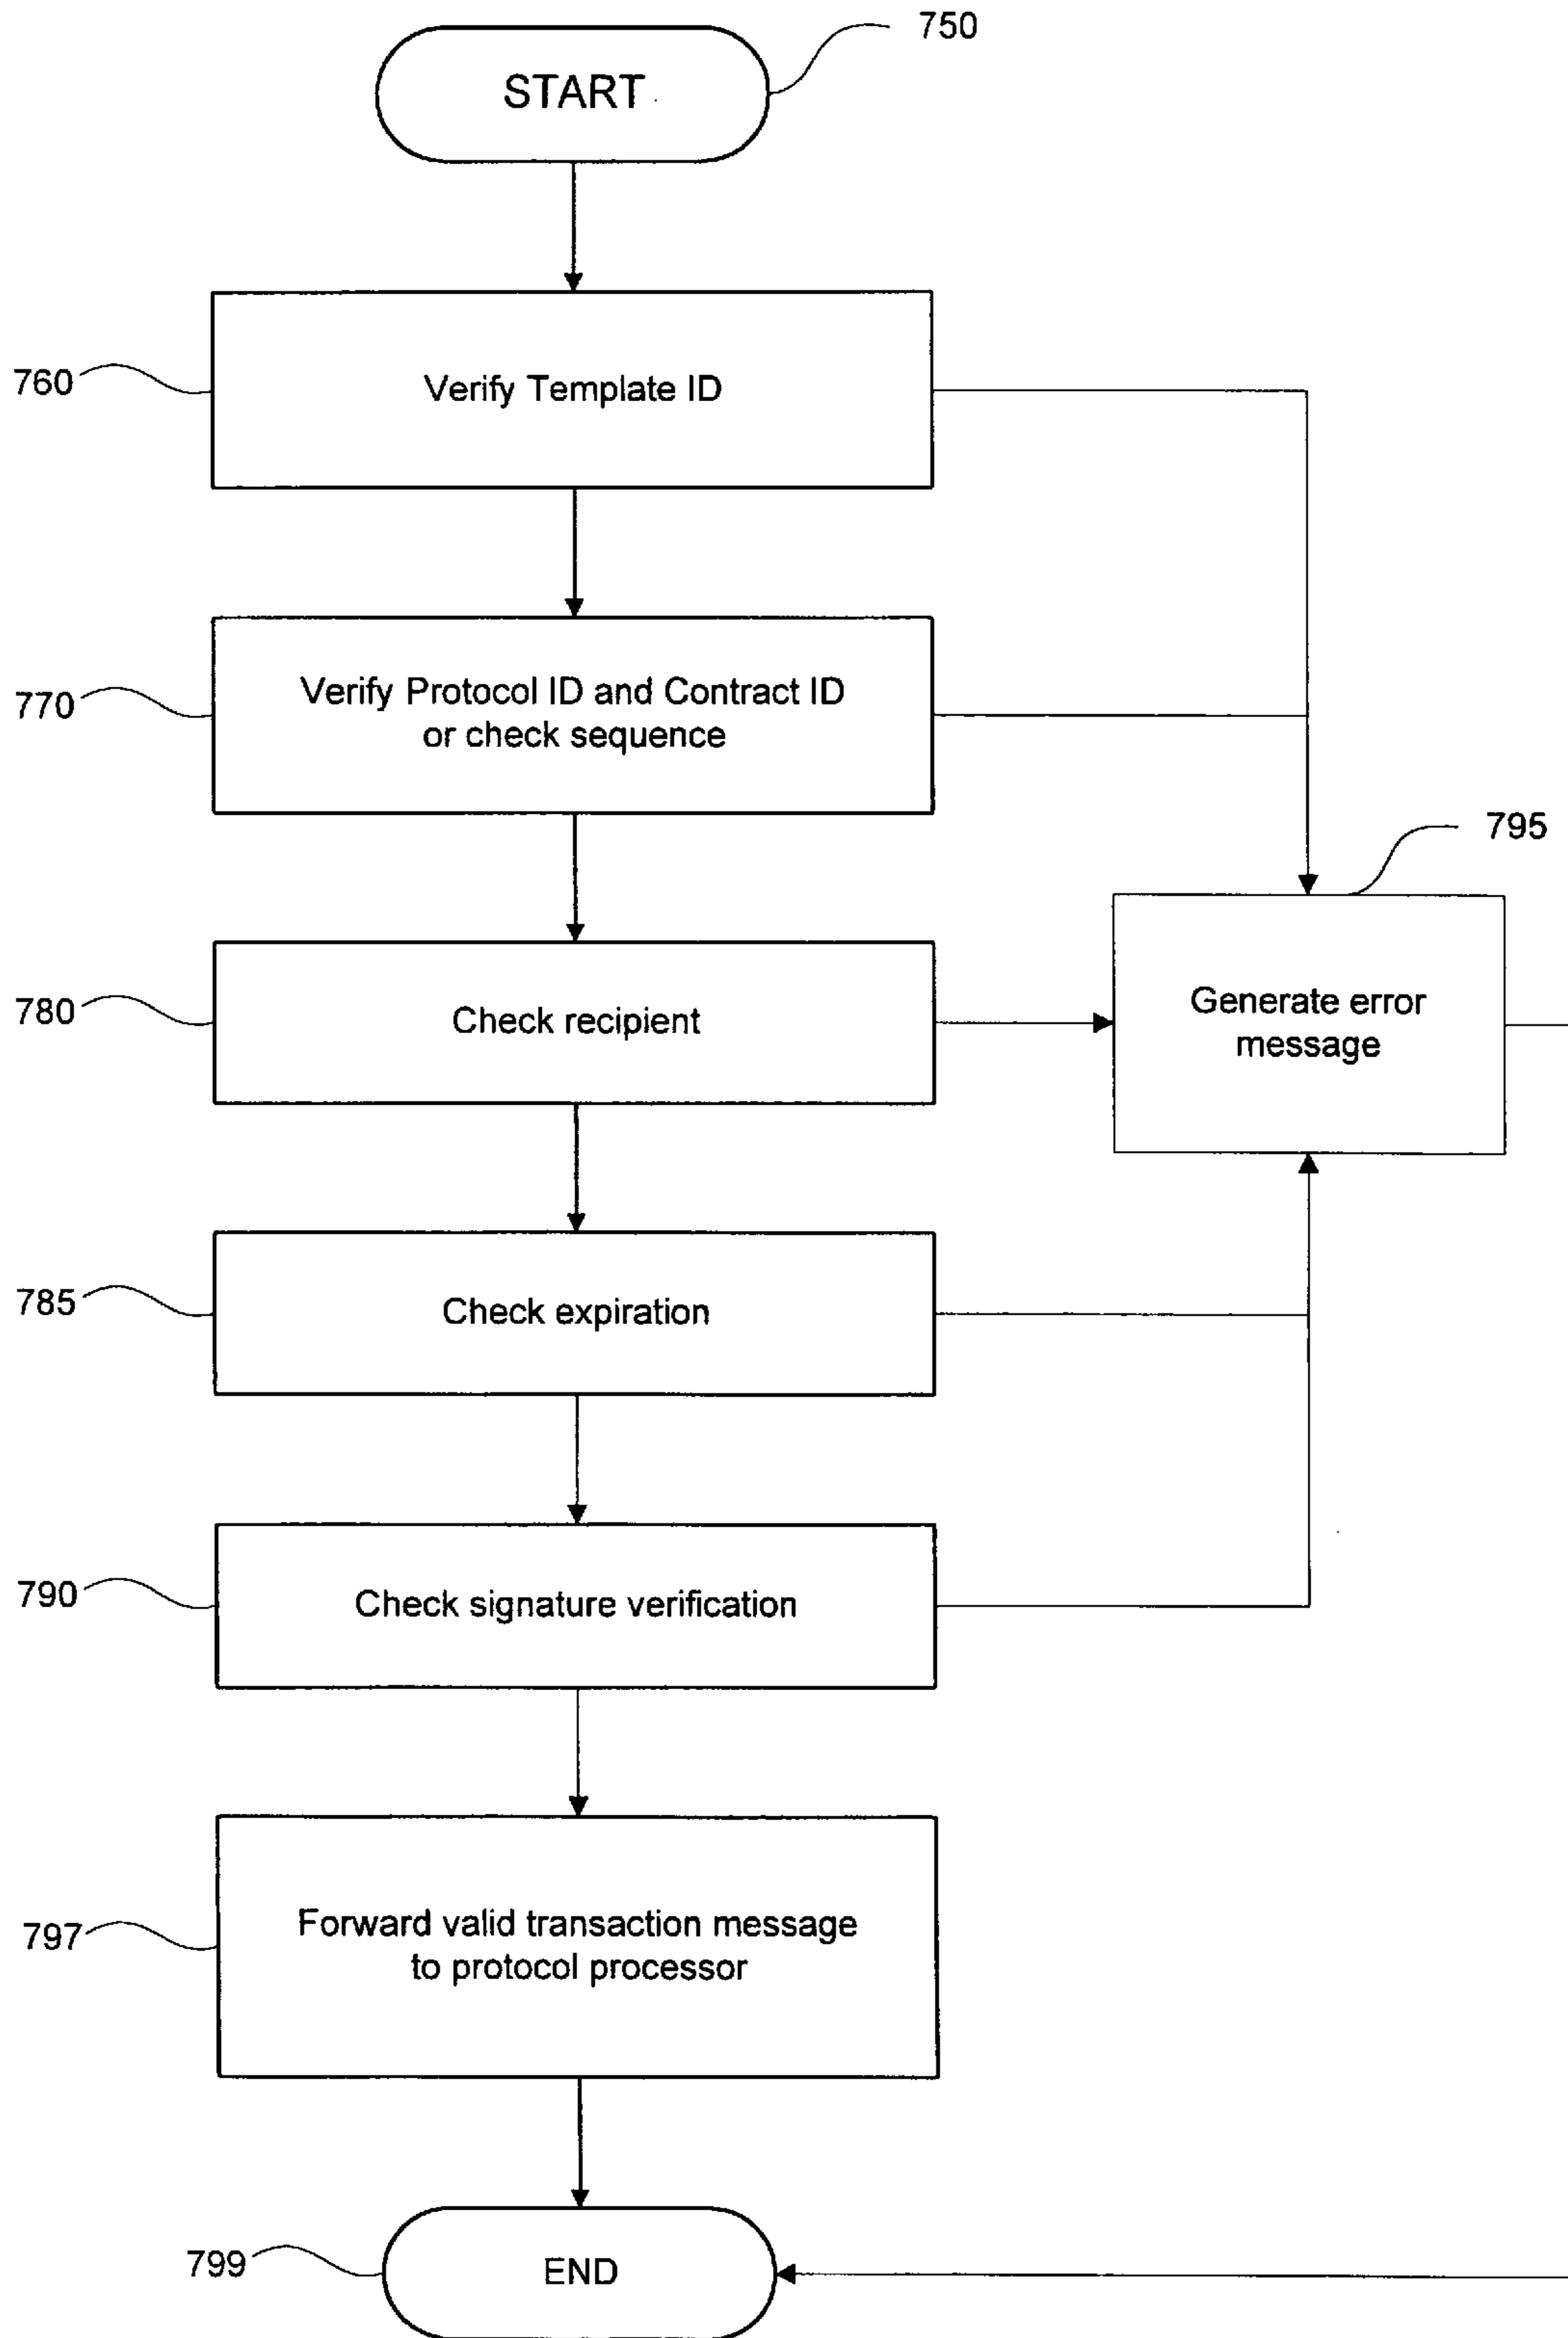 750
START
760
Verify Template ID
770
Verify Protocol ID and Contract ID
or check sequence
795
780
Check recipient
Generate error
message
785
Check expiration
790
Check signature verification
797
Forward valid transaction message
to protocol processor
799
END